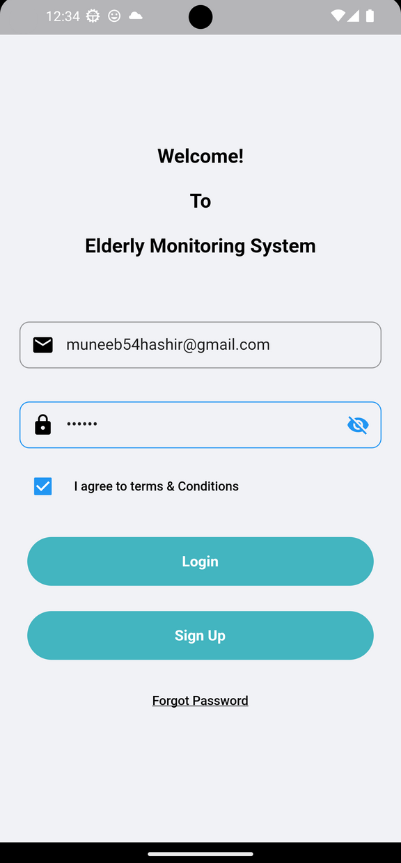 12:34
Welcome!
To
Elderly Monitoring System
muneeb54hashir@gmail.com
••••••
I agree to terms & Conditions
Login
Sign Up
Forgot Password